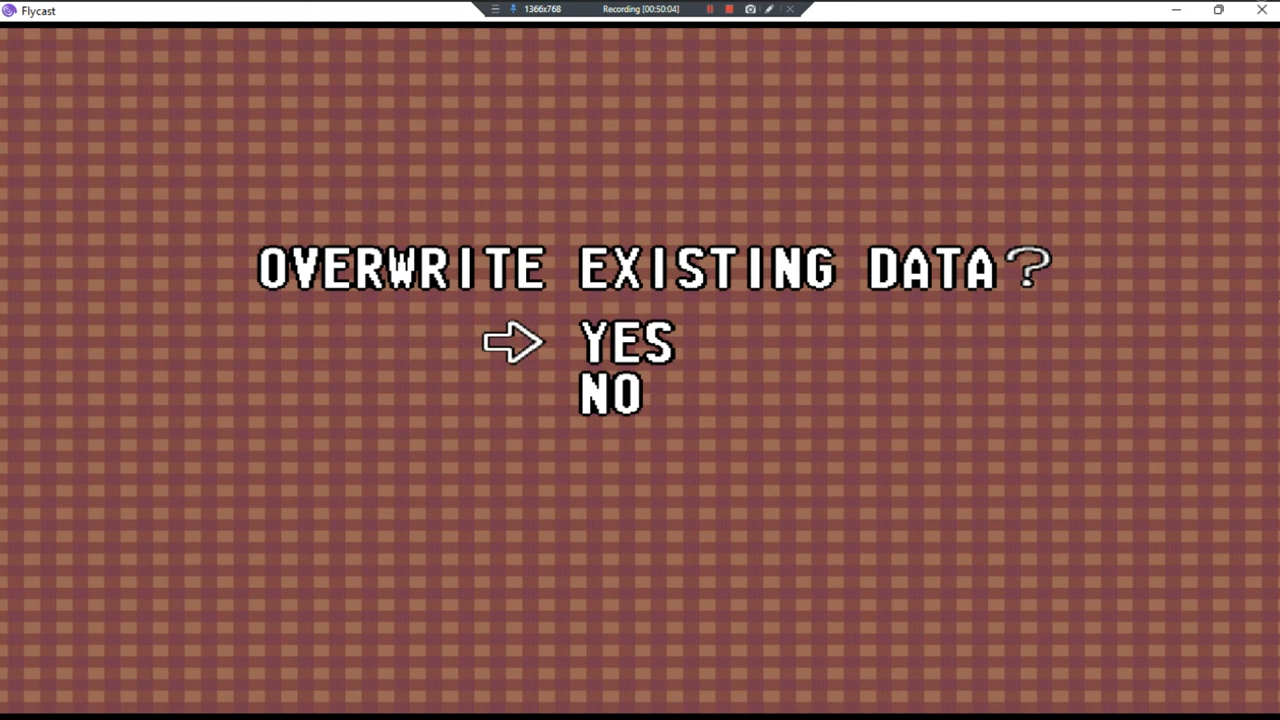 Flycast
1366x768
Recording [00:50:04]
OVERWRITE EXISTING DATA?
YES
NO